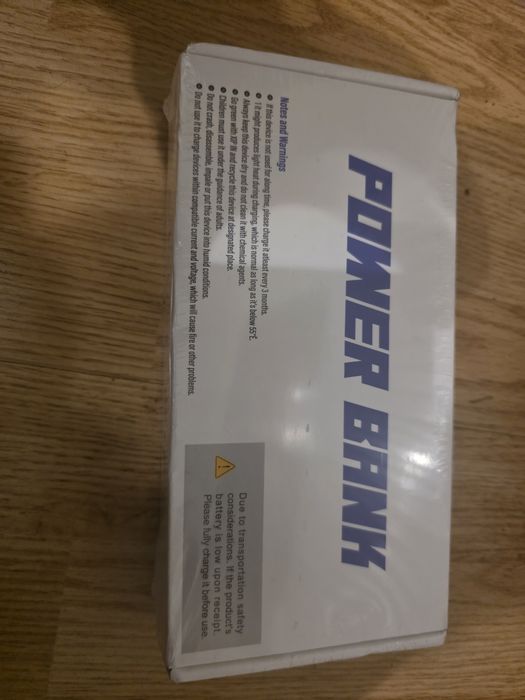 POWER BANK
Notes and Warnings
If this device is not used for along time, please charge it atleast every 3 months.
1 it might produces light heat during charging, which is normal as long as it's below 55℃.
Always keep this device dry and do not clean it with chemical agents.
Go green with XP IN and recycle this device at designated place.
Children must use it under the guidance of adults.
Do not crash, disassemble, impale or put this device into humid conditions.
Do not use it to charge devices within compatible current and voltage, which will cause fire or other problems.
Due to transportation safety
considerations. If the product's
battery is low upon receipt.
Please fully charge it before use.